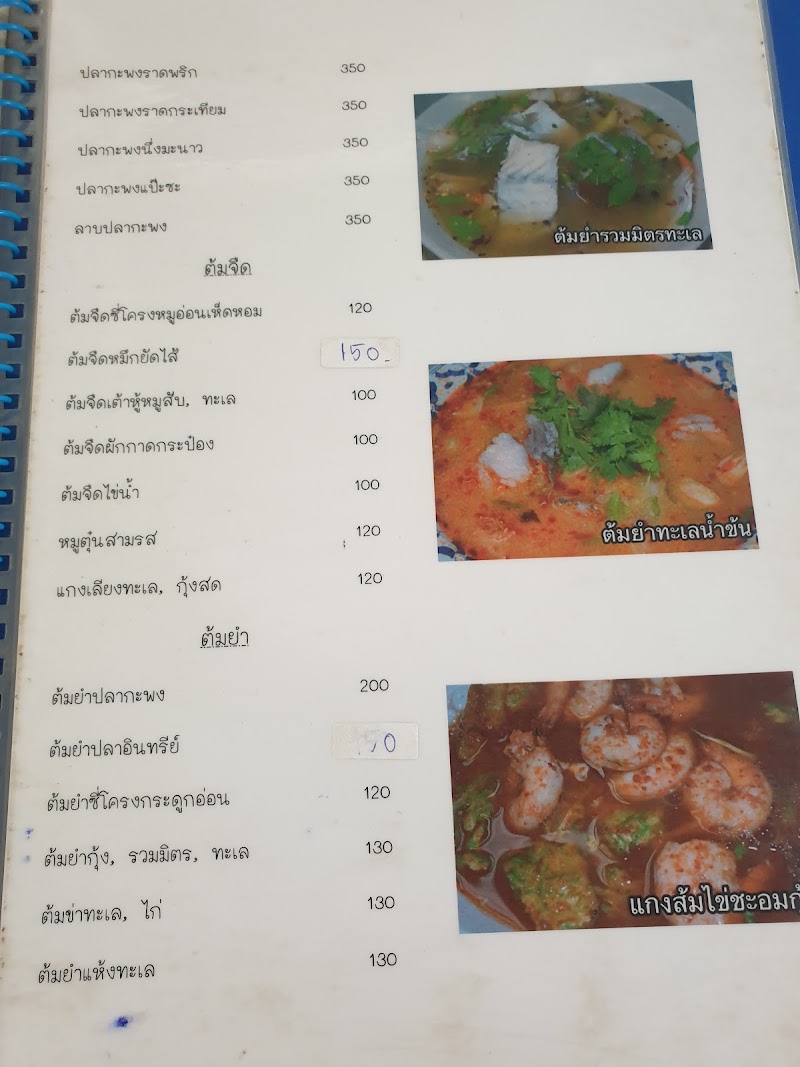 ปลากะพงราดพริก 350
ปลากะพงราดกระเทียม 350
ปลากะพงนึ่งมะนาว 350
ปลากะพงแป๊ะซะ 350
ลาบปลากะพง 350
ต้มจืด
ต้มจืดซี่โครงหมูอ่อนเห็ดหอม 120
ต้มจืดหมึกยัดไส้ 150
ต้มจืดเต้าหู้หมูสับ, ทะเล 100
ต้มจืดผักกาดกระป๋อง 100
ต้มจืดไข่น้ำ 100
หมูตุ๋นสามรส 120
แกงเลียงทะเล, กุ้งสด 120
ต้มยำ
ต้มยำปลากะพง 200
ต้มยำปลาอินทรีย์
ต้มยำซี่โครงกระดูกอ่อน 120
ต้มยำกุ้ง, รวมมิตร, ทะเล 130
ต้มข่าทะเล, ไก่ 130
ต้มยำแห้งทะเล 130
ต้มยำรวมมิตรทะเล
ต้มยำทะเลน้ำข้น
แกงส้มไข่ชะอม